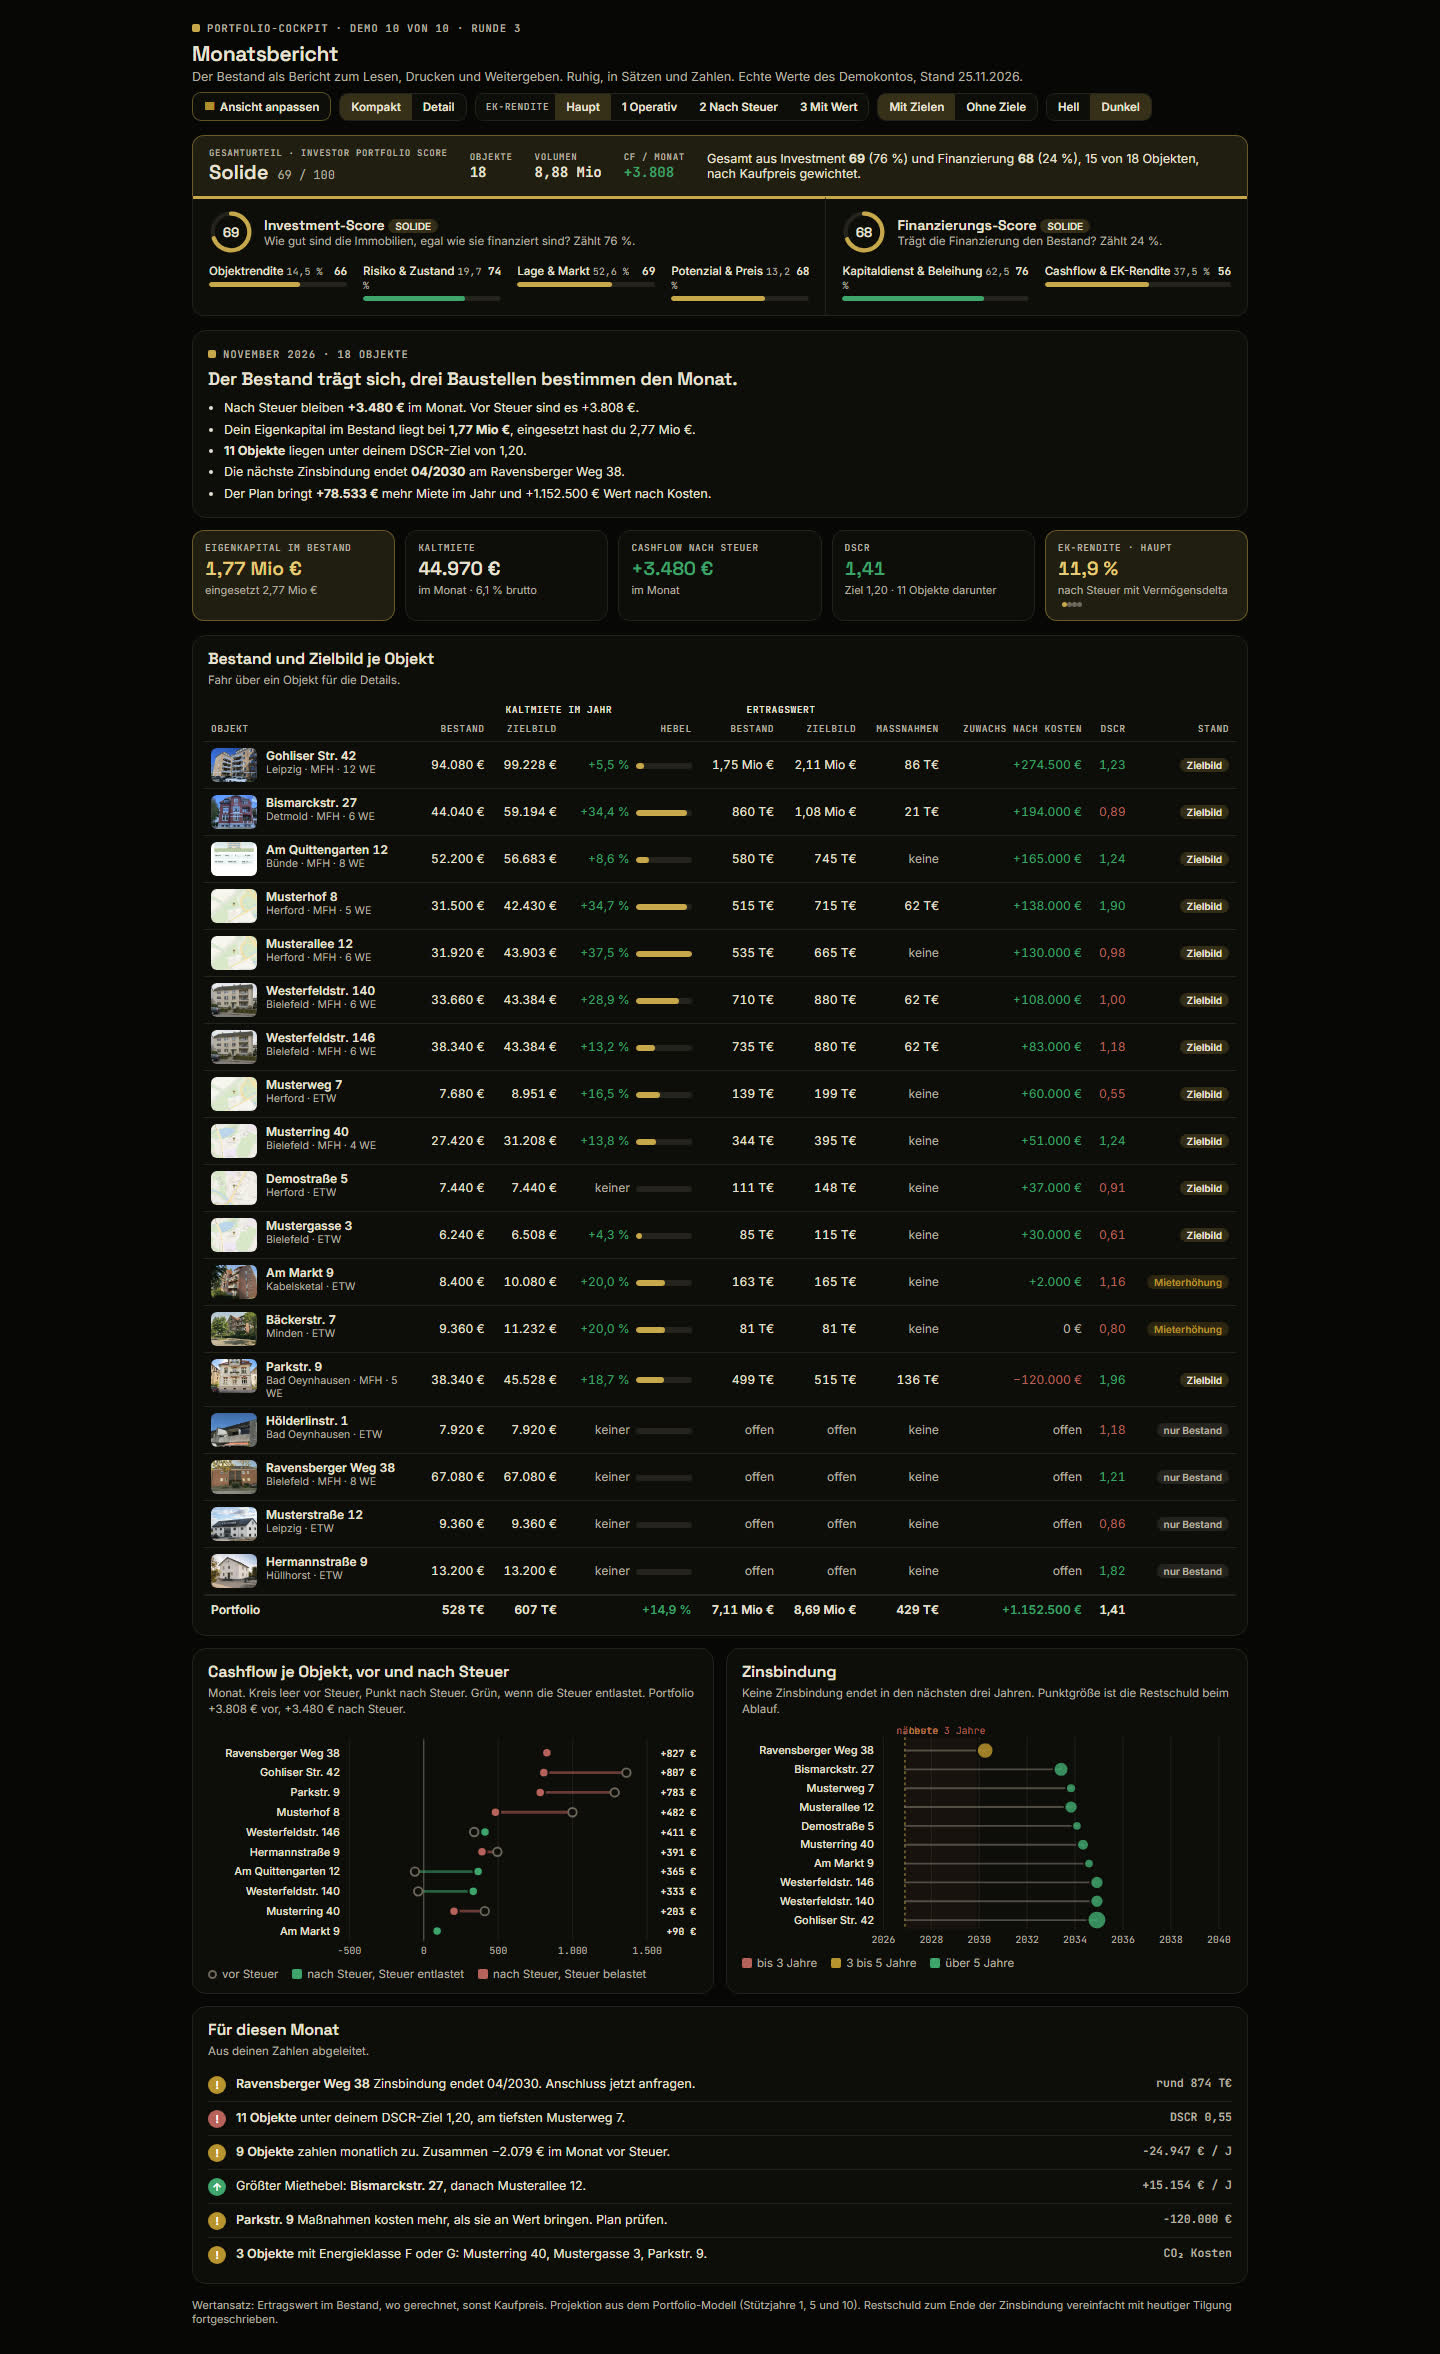 PORTFOLIO-COCKPIT · DEMO 10 VON 10 · RUNDE 3
Monatsbericht
Der Bestand als Bericht zum Lesen, Drucken und Weitergeben. Ruhig, in Sätzen und Zahlen. Echte Werte des Demokontos, Stand 25.11.2026.
Ansicht anpassen Kompakt Detail EK-RENDITE Haupt 1 Operativ 2 Nach Steuer 3 Mit Wert Mit Zielen Ohne Ziele Hell Dunkel
GESAMTURTEIL · INVESTOR PORTFOLIO SCORE
Solide 69 / 100
OBJEKTE
18
VOLUMEN
8,88 Mio
CF / MONAT
+3.808
Gesamt aus Investment 69 (76 %) und Finanzierung 68 (24 %), 15 von 18 Objekten,
nach Kaufpreis gewichtet.
69
Investment-Score SOLIDE
Wie gut sind die Immobilien, egal wie sie finanziert sind? Zählt 76 %.
Objektrendite 14,5 % 66
Risiko & Zustand 19,7 % 74
Lage & Markt 52,6 % 69
Potenzial & Preis 13,2 % 68
68
Finanzierungs-Score SOLIDE
Trägt die Finanzierung den Bestand? Zählt 24 %.
Kapitaldienst & Beleihung 62,5 % 76
Cashflow & EK-Rendite 37,5 % 56
NOVEMBER 2026 · 18 OBJEKTE
Der Bestand trägt sich, drei Baustellen bestimmen den Monat.
• Nach Steuer bleiben +3.480 € im Monat. Vor Steuer sind es +3.808 €.
• Dein Eigenkapital im Bestand liegt bei 1,77 Mio €, eingesetzt hast du 2,77 Mio €.
• 11 Objekte liegen unter deinem DSCR-Ziel von 1,20.
• Die nächste Zinsbindung endet 04/2030 am Ravensberger Weg 38.
• Der Plan bringt +78.533 € mehr Miete im Jahr und +1.152.500 € Wert nach Kosten.
EIGENKAPITAL IM BESTAND
1,77 Mio €
eingesetzt 2,77 Mio €
KALTMIETE
44.970 €
im Monat · 6,1 % brutto
CASHFLOW NACH STEUER
+3.480 €
im Monat
DSCR
1,41
Ziel 1,20 · 11 Objekte darunter
EK-RENDITE · HAUPT
11,9 %
nach Steuer mit Vermögensdelta
Bestand und Zielbild je Objekt
Fahr über ein Objekt für die Details.
KALTMIETE IM JAHR ERTRAGSWERT
OBJEKT BESTAND ZIELBILD HEBEL BESTAND ZIELBILD MASSNAHMEN ZUWACHS NACH KOSTEN DSCR STAND
Gohliser Str. 42
Leipzig · MFH · 12 WE
94.080 € 99.228 € +5,5 % 1,75 Mio € 2,11 Mio € 86 T€ +274.500 € 1,23 Zielbild
Bismarckstr. 27
Detmold · MFH · 6 WE
44.040 € 59.194 € +34,4 % 860 T€ 1,08 Mio € 21 T€ +194.000 € 0,89 Zielbild
Am Quittengarten 12
Bünde · MFH · 8 WE
52.200 € 56.683 € +8,6 % 580 T€ 745 T€ keine +165.000 € 1,24 Zielbild
Musterhof 8
Herford · MFH · 5 WE
31.500 € 42.430 € +34,7 % 515 T€ 715 T€ 62 T€ +138.000 € 1,90 Zielbild
Musterallee 12
Herford · MFH · 6 WE
31.920 € 43.903 € +37,5 % 535 T€ 665 T€ keine +130.000 € 0,98 Zielbild
Westerfeldstr. 140
Bielefeld · MFH · 6 WE
33.660 € 43.384 € +28,9 % 710 T€ 880 T€ 62 T€ +108.000 € 1,00 Zielbild
Westerfeldstr. 146
Bielefeld · MFH · 6 WE
38.340 € 43.384 € +13,2 % 735 T€ 880 T€ 62 T€ +83.000 € 1,18 Zielbild
Musterweg 7
Herford · ETW
7.680 € 8.951 € +16,5 % 139 T€ 199 T€ keine +60.000 € 0,55 Zielbild
Musterring 40
Bielefeld · MFH · 4 WE
27.420 € 31.208 € +13,8 % 344 T€ 395 T€ keine +51.000 € 1,24 Zielbild
Demostraße 5
Herford · ETW
7.440 € 7.440 € keiner 111 T€ 148 T€ keine +37.000 € 0,91 Zielbild
Mustergasse 3
Bielefeld · ETW
6.240 € 6.508 € +4,3 % 85 T€ 115 T€ keine +30.000 € 0,61 Zielbild
Am Markt 9
Kabelsketal · ETW
8.400 € 10.080 € +20,0 % 163 T€ 165 T€ keine +2.000 € 1,16 Mieterhöhung
Bäckerstr. 7
Minden · ETW
9.360 € 11.232 € +20,0 % 81 T€ 81 T€ keine 0 € 0,80 Mieterhöhung
Parkstr. 9
Bad Oeynhausen · MFH · 5
WE
38.340 € 45.528 € +18,7 % 499 T€ 515 T€ 136 T€ −120.000 € 1,96 Zielbild
Hölderlinstr. 1
Bad Oeynhausen · ETW
7.920 € 7.920 € keiner offen offen keine offen 1,18 nur Bestand
Ravensberger Weg 38
Bielefeld · MFH · 8 WE
67.080 € 67.080 € keiner offen offen keine offen 1,21 nur Bestand
Musterstraße 12
Leipzig · ETW
9.360 € 9.360 € keiner offen offen keine offen 0,86 nur Bestand
Hermannstraße 9
Hüllhorst · ETW
13.200 € 13.200 € keiner offen offen keine offen 1,82 nur Bestand
Portfolio 528 T€ 607 T€ +14,9 % 7,11 Mio € 8,69 Mio € 429 T€ +1.152.500 € 1,41
Cashflow je Objekt, vor und nach Steuer
Monat. Kreis leer vor Steuer, Punkt nach Steuer. Grün, wenn die Steuer entlastet. Portfolio
+3.808 € vor, +3.480 € nach Steuer.
Ravensberger Weg 38 +827 €
Gohliser Str. 42 +807 €
Parkstr. 9 +783 €
Musterhof 8 +482 €
Westerfeldstr. 146 +411 €
Hermannstraße 9 +391 €
Am Quittengarten 12 +365 €
Westerfeldstr. 140 +333 €
Musterring 40 +203 €
Am Markt 9 +90 €
-500 0 500 1.000 1.500
vor Steuer nach Steuer, Steuer entlastet nach Steuer, Steuer belastet
Zinsbindung
Keine Zinsbindung endet in den nächsten drei Jahren. Punktgröße ist die Restschuld beim
Ablauf.
heute
nächste 3 Jahre
Ravensberger Weg 38
Bismarckstr. 27
Musterweg 7
Musterallee 12
Demostraße 5
Musterring 40
Am Markt 9
Westerfeldstr. 146
Westerfeldstr. 140
Gohliser Str. 42
2026 2028 2030 2032 2034 2036 2038 2040
bis 3 Jahre 3 bis 5 Jahre über 5 Jahre
Für diesen Monat
Aus deinen Zahlen abgeleitet.
! Ravensberger Weg 38 Zinsbindung endet 04/2030. Anschluss jetzt anfragen. rund 874 T€
! 11 Objekte unter deinem DSCR-Ziel 1,20, am tiefsten Musterweg 7. DSCR 0,55
! 9 Objekte zahlen monatlich zu. Zusammen −2.079 € im Monat vor Steuer. -24.947 € / J
Größter Miethebel: Bismarckstr. 27, danach Musterallee 12. +15.154 € / J
! Parkstr. 9 Maßnahmen kosten mehr, als sie an Wert bringen. Plan prüfen. -120.000 €
! 3 Objekte mit Energieklasse F oder G: Musterring 40, Mustergasse 3, Parkstr. 9. CO₂ Kosten
Wertansatz: Ertragswert im Bestand, wo gerechnet, sonst Kaufpreis. Projektion aus dem Portfolio-Modell (Stützjahre 1, 5 und 10). Restschuld zum Ende der Zinsbindung vereinfacht mit heutiger Tilgung
fortgeschrieben.